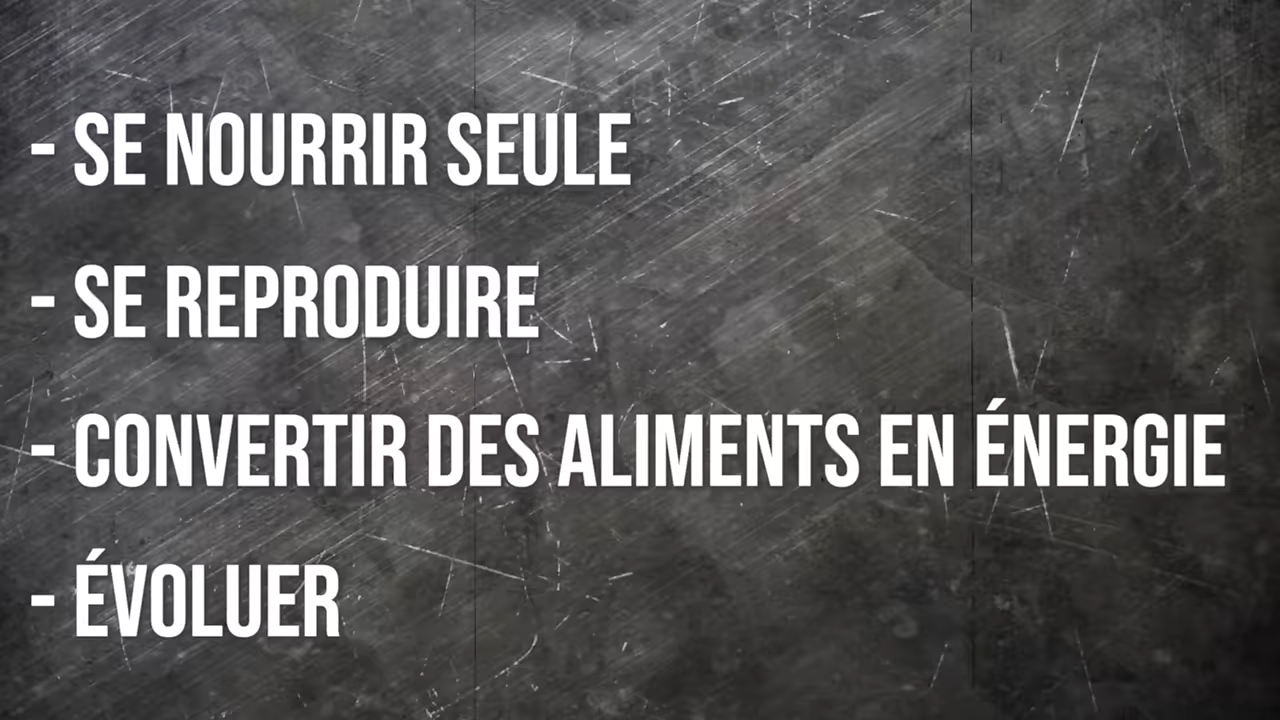 - SE NOURRIR SEULE
- SE REPRODUIRE
- CONVERTIR DES ALIMENTS EN ÉNERGIE
- ÉVOLUER